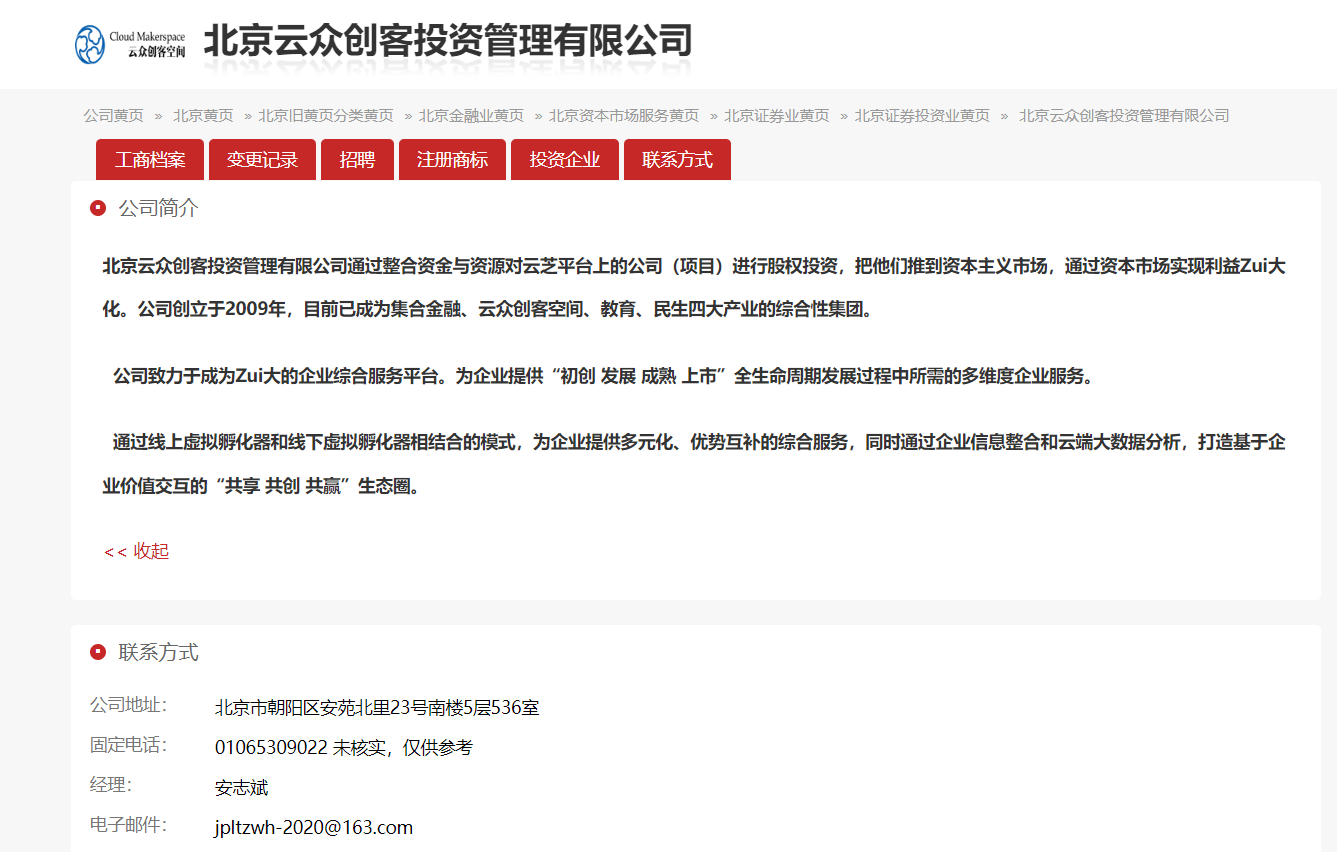 Cloud Makerspace
云众创客空间
北京云众创客投资管理有限公司
公司黄页 » 北京黄页 » 北京旧黄页分类黄页 » 北京金融业黄页 » 北京资本市场服务黄页 » 北京证券业黄页 » 北京证券投资业黄页 » 北京云众创客投资管理有限公司
工商档案 变更记录 招聘 注册商标 投资企业 联系方式
公司简介
北京云众创客投资管理有限公司通过整合资金与资源对云芝平台上的公司（项目）进行股权投资，把他们推到资本主义市场，通过资本市场实现利益Zui大
化。公司创立于2009年，目前已成为集合金融、云众创客空间、教育、民生四大产业的综合性集团。
公司致力于成为Zui大的企业综合服务平台。为企业提供“初创 发展 成熟 上市”全生命周期发展过程中所需的多维度企业服务。
通过线上虚拟孵化器和线下虚拟孵化器相结合的模式，为企业提供多元化、优势互补的综合服务，同时通过企业信息整合和云端大数据分析，打造基于企
业价值交互的“共享 共创 共赢”生态圈。
<< 收起
联系方式
公司地址： 北京市朝阳区安苑北里23号南楼5层536室
固定电话： 01065309022 未核实，仅供参考
经理： 安志斌
电子邮件： jpltzwh-2020@163.com